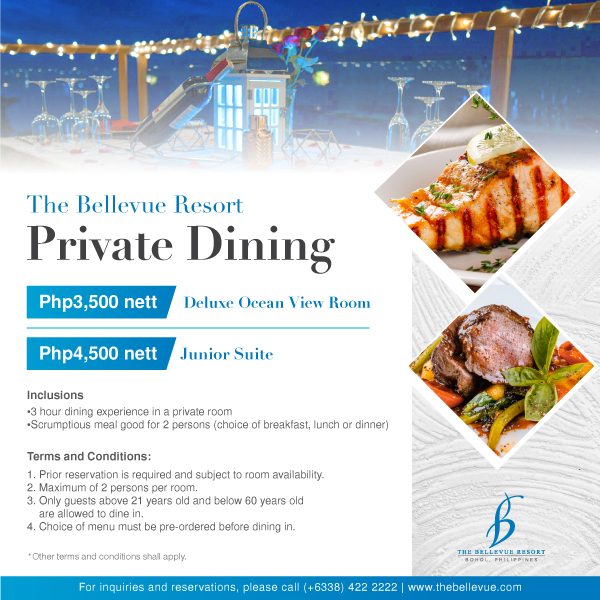 The Bellevue Resort
Private Dining
Php3,500 nett Deluxe Ocean View Room
Php4,500 nett Junior Suite
Inclusions
•3 hour dining experience in a private room
•Scrumptious meal good for 2 persons (choice of breakfast, lunch or dinner)
Terms and Conditions:
1. Prior reservation is required and subject to room availability.
2. Maximum of 2 persons per room.
3. Only guests above 21 years old and below 60 years old
are allowed to dine in.
4. Choice of menu must be pre-ordered before dining in.
*Other terms and conditions shall apply.
B
THE BELLEVUE RESORT
BOHOL, PHILIPPINES
For inquiries and reservations, please call (+6338) 422 2222 | www.thebellevue.com